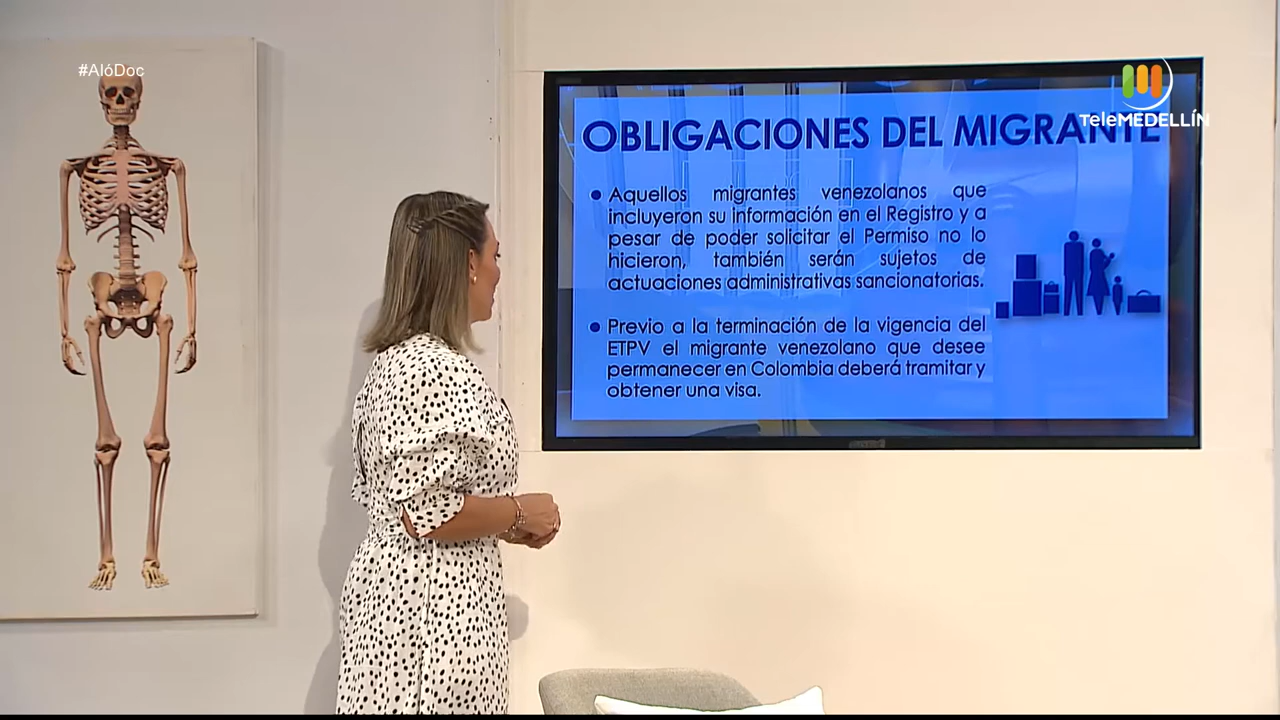 #AlóDoc
TeleMEDELLÍN
OBLIGACIONES DEL MIGRANTE
• Aquellos migrantes venezolanos que
incluyeron su información en el Registro y a
pesar de poder solicitar el Permiso no lo
hicieron, también serán sujetos de
actuaciones administrativas sancionatorias.
• Previo a la terminación de la vigencia del
ETPV el migrante venezolano que desee
permanecer en Colombia deberá tramitar y
obtener una visa.